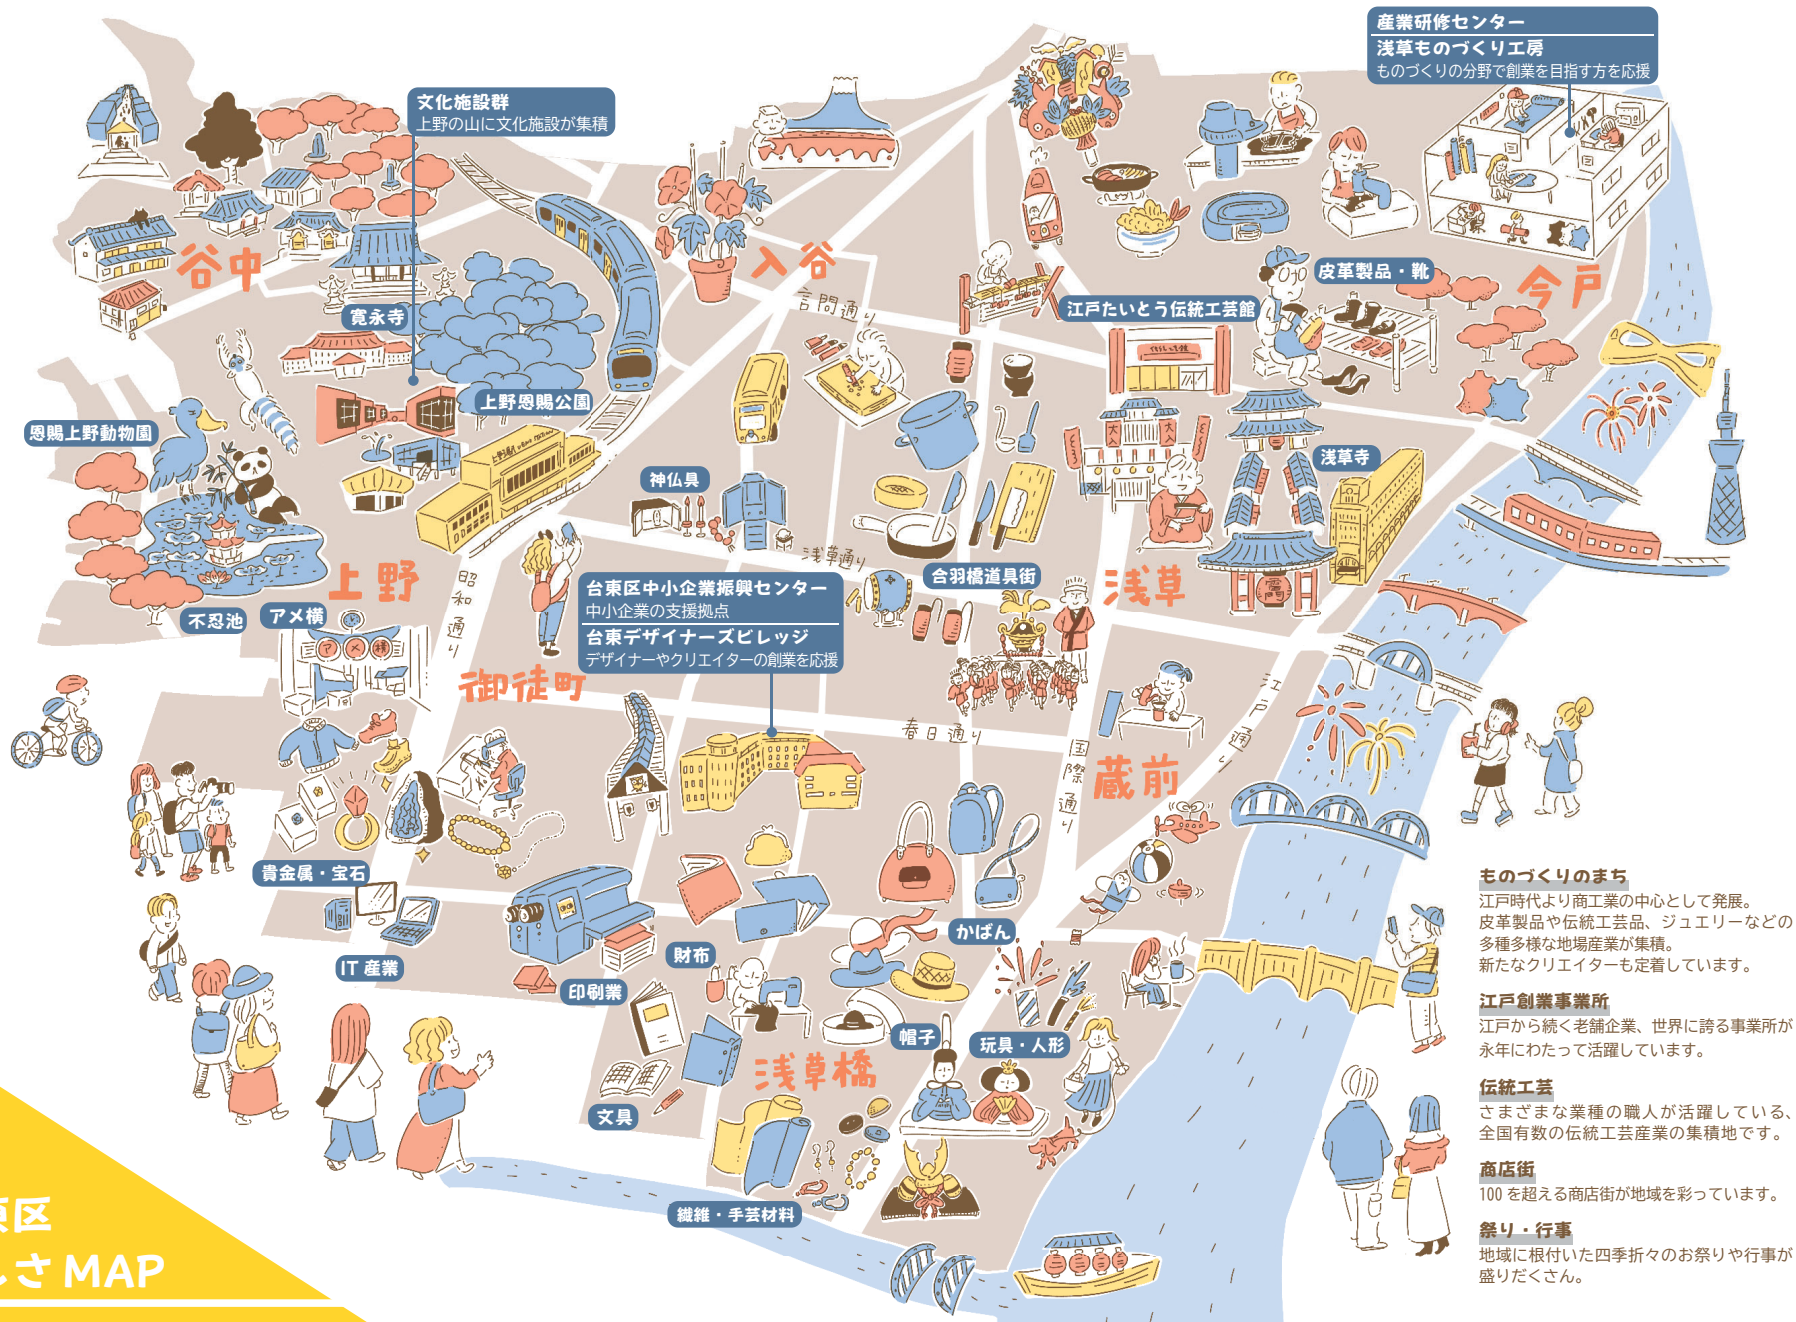 産業研修センター
浅草ものづくり工房
ものづくりの分野で創業を目指す方を応援
文化施設群
上野の山に文化施設が集積
谷中
入谷
今戸
言問通り
皮革製品・靴
江戸たいとう伝統工芸館
寛永寺
上野恩賜公園
恩賜上野動物園
浅草寺
神仏具
浅草通り
合羽橋道具街
浅草
上野
昭和通り
台東区中小企業振興センター
中小企業の支援拠点
台東デザイナーズビレッジ
デザイナーやクリエイターの創業を応援
不忍池
アメ横
アメ横
御徒町
江戸通り
春日通り
国際通り
蔵前
貴金属・宝石
IT産業
印刷業
財布
かばん
帽子
玩具・人形
浅草橋
文具
繊維・手芸材料
ものづくりのまち
江戸時代より商工業の中心として発展。
皮革製品や伝統工芸品、ジュエリーなどの
多種多様な地場産業が集積。
新たなクリエイターも定着しています。
江戸創業事業所
江戸から続く老舗企業、世界に誇る事業所が
永年にわたって活躍しています。
伝統工芸
さまざまな業種の職人が活躍している、
全国有数の伝統工芸産業の集積地です。
商店街
100を超える商店街が地域を彩っています。
祭り・行事
地域に根付いた四季折々のお祭りや行事が
盛りだくさん。
東区
しさMAP